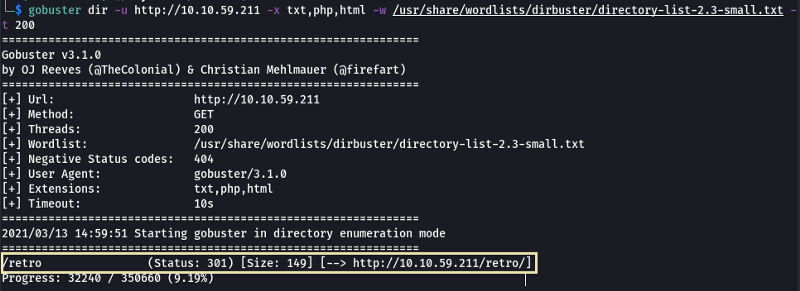 $ gobuster dir -u http://10.10.59.211 -x txt,php,html -w /usr/share/wordlists/dirbuster/directory-list-2.3-small.txt -
t 200
===============================================================
Gobuster v3.1.0
by OJ Reeves (@TheColonial) & Christian Mehlmauer (@firefart)
===============================================================
[+] Url:                     http://10.10.59.211
[+] Method:                  GET
[+] Threads:                 200
[+] Wordlist:                /usr/share/wordlists/dirbuster/directory-list-2.3-small.txt
[+] Negative Status codes:   404
[+] User Agent:              gobuster/3.1.0
[+] Extensions:              txt,php,html
[+] Timeout:                 10s
===============================================================
2021/03/13 14:59:51 Starting gobuster in directory enumeration mode
===============================================================
/retro                (Status: 301) [Size: 149] [--> http://10.10.59.211/retro/]
Progress: 32240 / 350660 (9.19%)